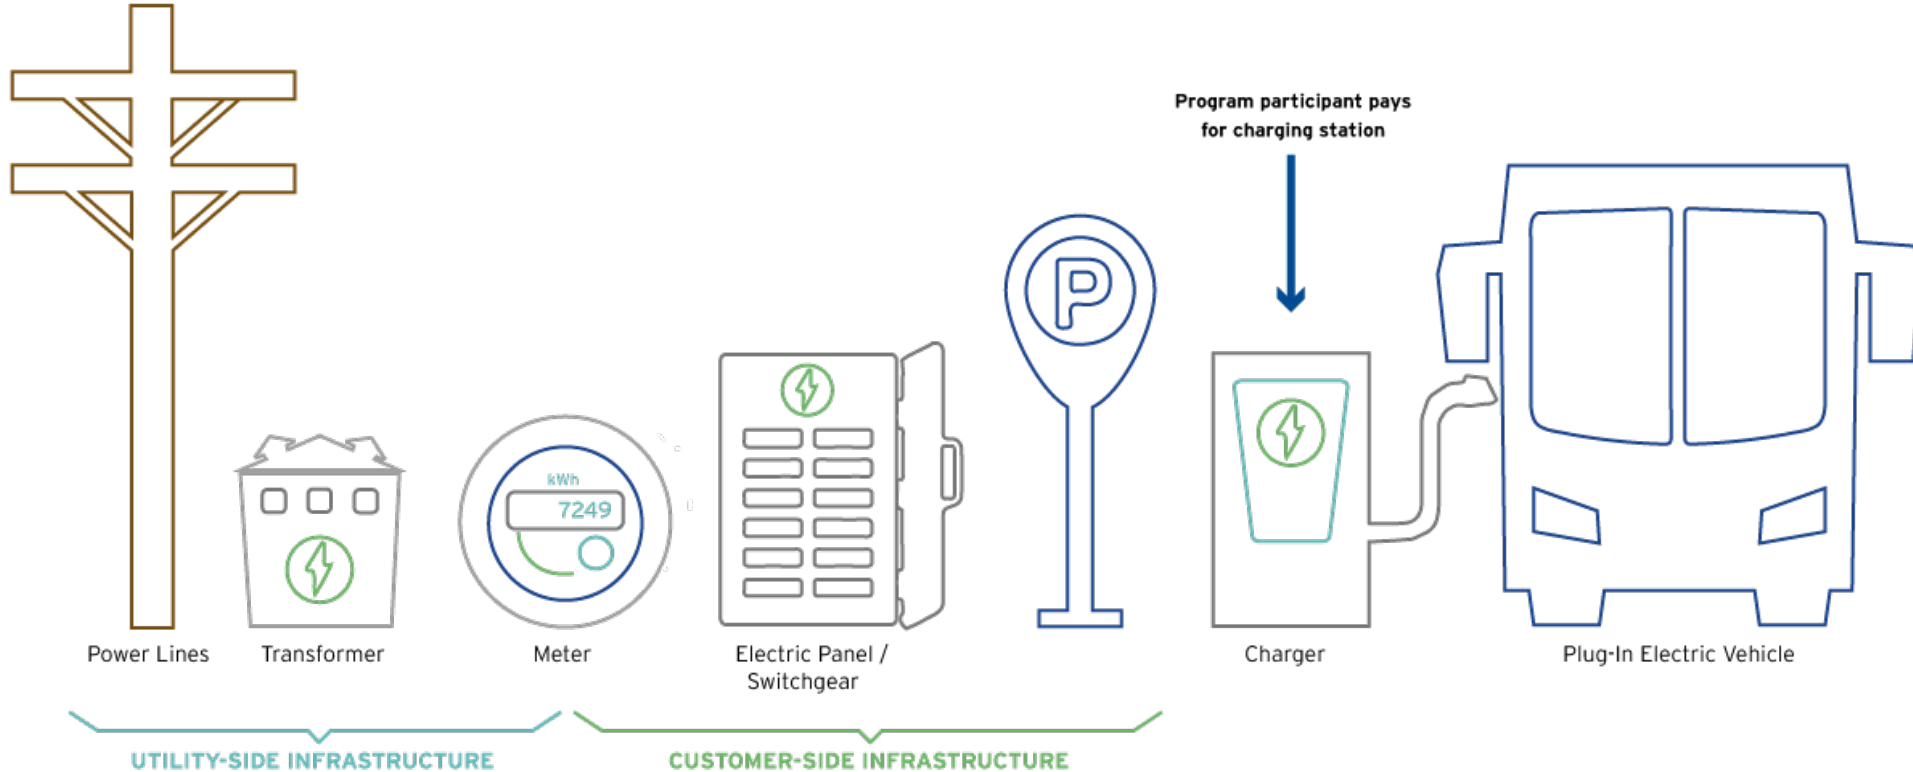 Program participant pays
for charging station
P
kWh
7249
Power Lines
Transformer
Meter
Electric Panel /
Switchgear
Charger
Plug-In Electric Vehicle
UTILITY-SIDE INFRASTRUCTURE
CUSTOMER-SIDE INFRASTRUCTURE